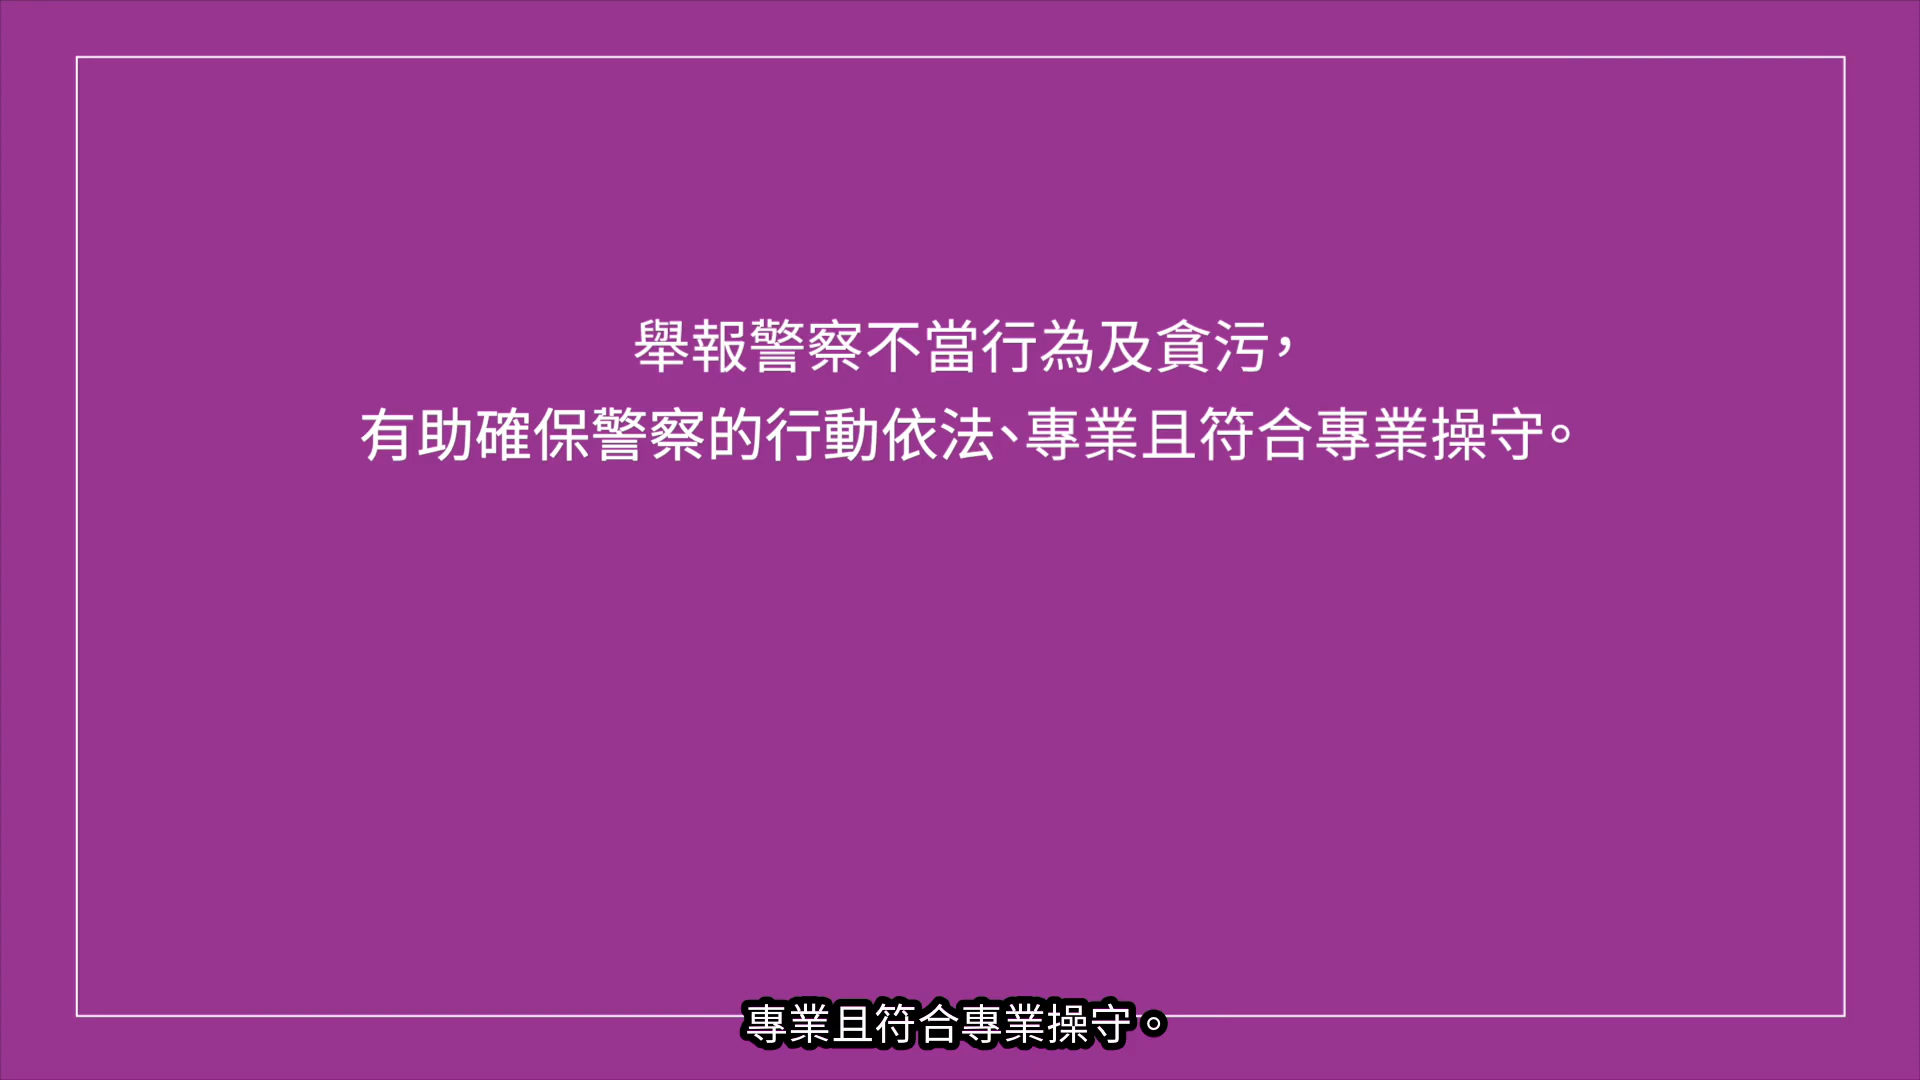 舉報警察不當行為及貪污，
有助確保警察的行動依法、專業且符合專業操守。
專業且符合專業操守。